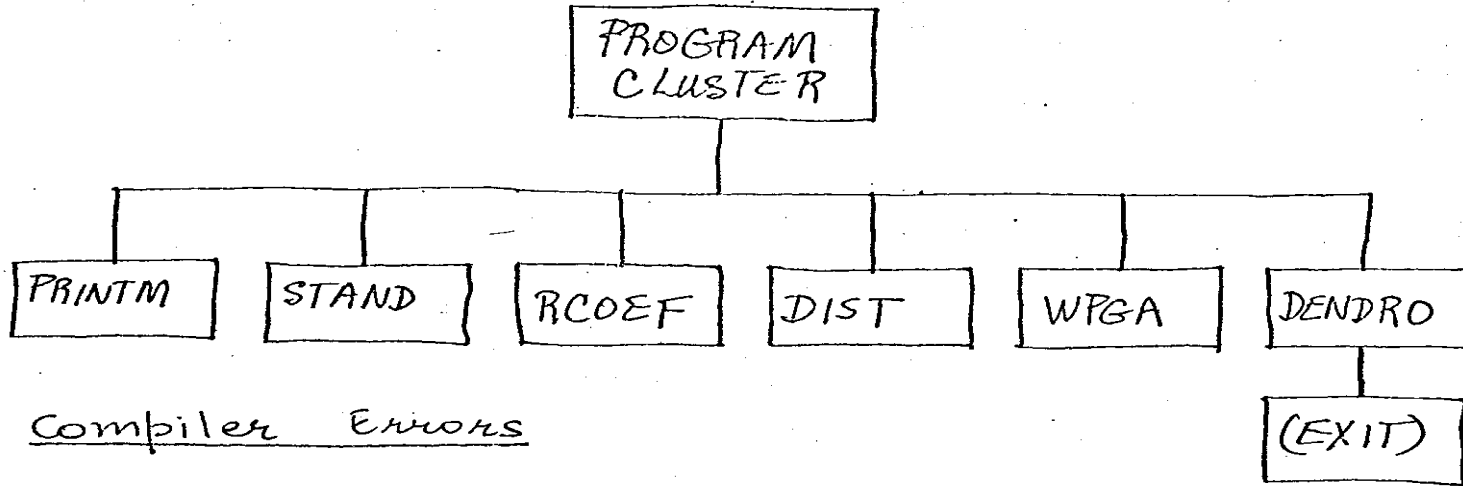 PROGRAM
CLUSTER
PRINTM
STAND
RCOEF
DIST
WPGA
DENDRO
Compiler Errors
(EXIT)